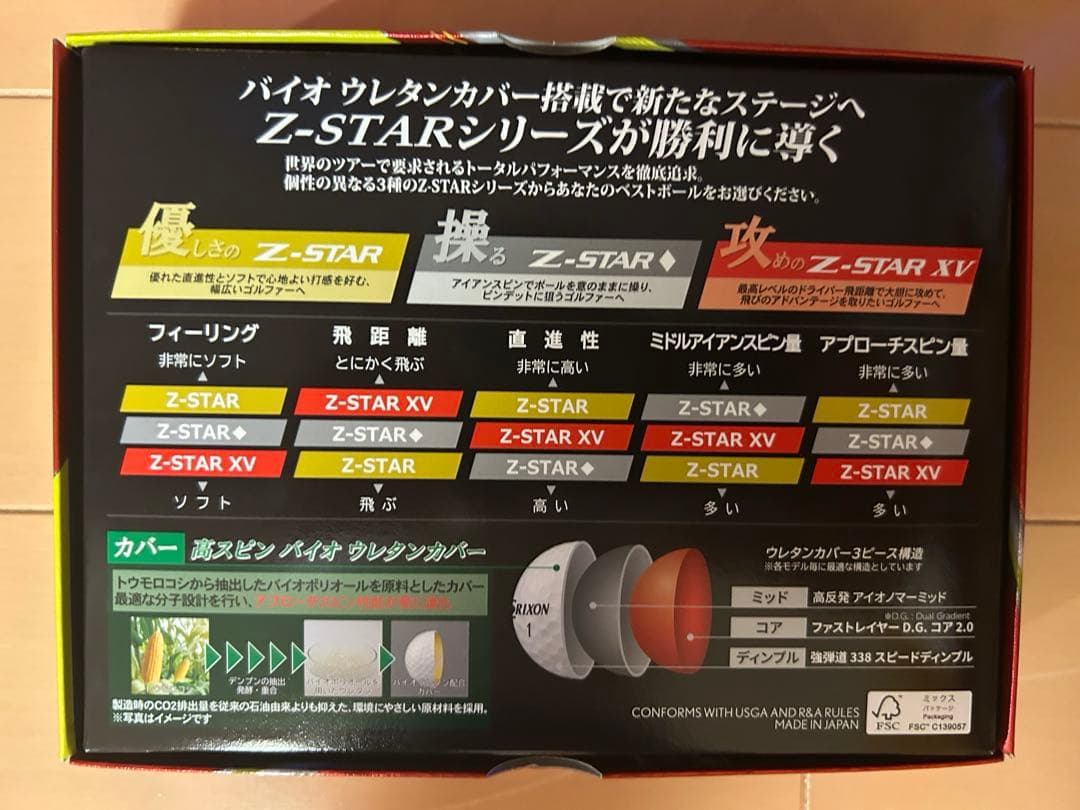 バイオ ウレタンカバー搭載で新たなステージへ
Z-STARシリーズが勝利に導く
世界のツアーで要求されるトータルパフォーマンスを徹底追求。
個性の異なる3種のZ-STARシリーズからあなたのベストボールをお選びください。
優しさの Z-STAR
優れた直進性とソフトで心地よい打感を好む、
幅広いゴルファーへ
操る Z-STAR♦
アイアンスピンでボールを意のままに操り、
ピンデッドに狙うゴルファーへ
攻めのZ-STAR XV
最高レベルのドライバー飛距離で大胆に攻めて、
飛びのアドバンテージを取りたいゴルファーへ
フィーリング
非常にソフト
Z-STAR
Z-STAR♦
Z-STAR XV
ソフト
飛距離
とにかく飛ぶ
Z-STAR XV
Z-STAR♦
Z-STAR
飛ぶ
直進性
非常に高い
Z-STAR
Z-STAR XV
Z-STAR♦
高い
ミドルアイアンスピン量
非常に多い
Z-STAR♦
Z-STAR XV
Z-STAR
多い
アプローチスピン量
非常に多い
Z-STAR
Z-STAR♦
Z-STAR XV
多い
カバー 高スピン バイオ ウレタンカバー
トウモロコシから抽出したバイオポリオールを原料としたカバー
最適な分子設計を行い、
デンプンの抽出
発酵・重合
カバー
製造時のCO2排出量を従来の石油由来よりも抑えた、環境にやさしい原材料を採用。
※写真はイメージです
SRIXON
1
ウレタンカバー3ピース構造
※各モデル毎に最適な構造としています
ミッド 高反発 アイオノマーミッド
※D.G.: Dual Gradient
コア ファストレイヤー D.G. コア 2.0
ディンプル 強弾道 338 スピードディンプル
CONFORMS WITH USGA AND R&A RULES
MADE IN JAPAN
FSC
ミックス
パッケージ
Packaging
FSC™ C139057